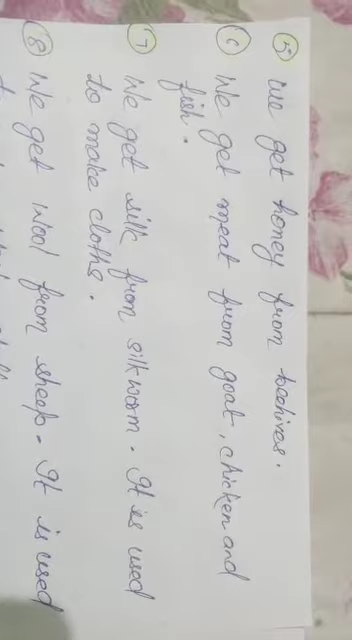 5 We get honey from beehives.
6 We get meat from goat, chicken and
fish.
7 We get silk from silkworm. It is used
to make cloths.
8 We get wool from sheep. It is used